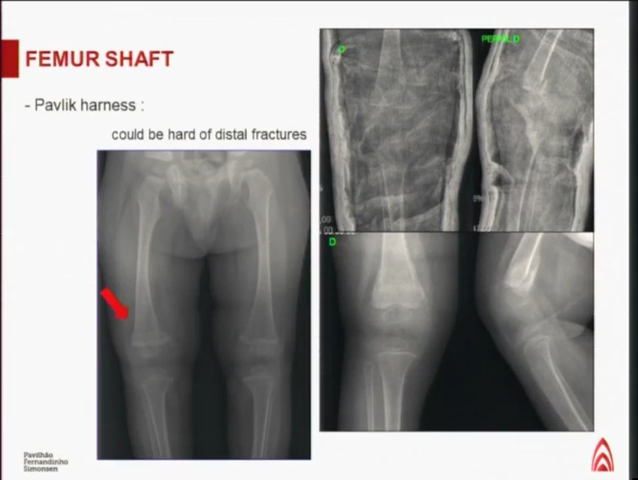 FEMUR SHAFT
- Pavlik harness :
could be hard of distal fractures
D
Pavilhão
Fernandinho
Simonsen